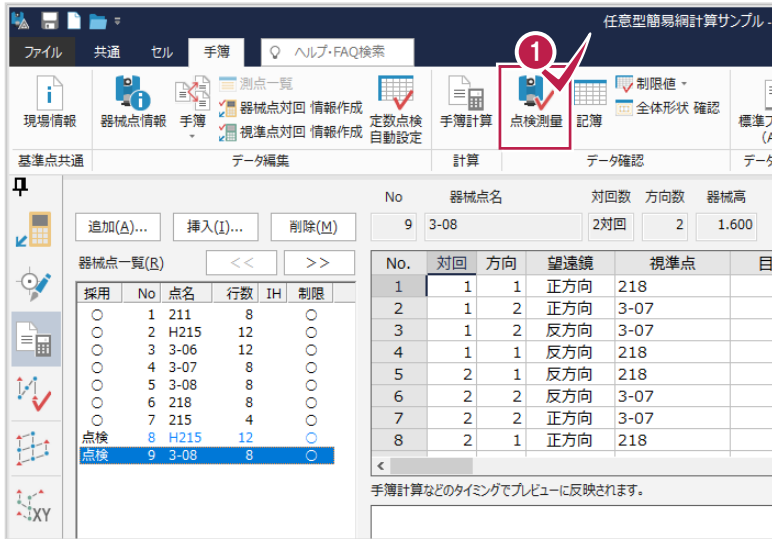 任意型簡易網計算サンプル -
ファイル 共通 セル 手簿 ヘルプ・FAQ検索
1
現場情報 器械点情報 手簿 測点一覧 器械点対回 情報作成 視準点対回 情報作成 定数点検 自動設定 手簿計算 点検測量 記簿 制限値 全体形状 確認
基準点共通 データ編集 計算 データ確認
追加(A)... 挿入(I)... 削除(M)
器械点一覧(R) << >>
採用 No 点名 行数 IH 制限
○ 1 211 8 ○
○ 2 H215 12 ○
○ 3 3-06 12 ○
○ 4 3-07 8 ○
○ 5 3-08 8 ○
○ 6 218 8 ○
○ 7 215 4 ○
点検 8 H215 12 ○
点検 9 3-08 8 ○
No 器械点名 対回数 方向数 器械高
9 3-08 2対回 2 1.600
No. 対回 方向 望遠鏡 視準点
1 1 1 正方向 218
2 1 2 正方向 3-07
3 1 2 反方向 3-07
4 1 1 反方向 218
5 2 1 反方向 218
6 2 2 反方向 3-07
7 2 2 正方向 3-07
8 2 1 正方向 218
手簿計算などのタイミングでプレビューに反映されます。
XY